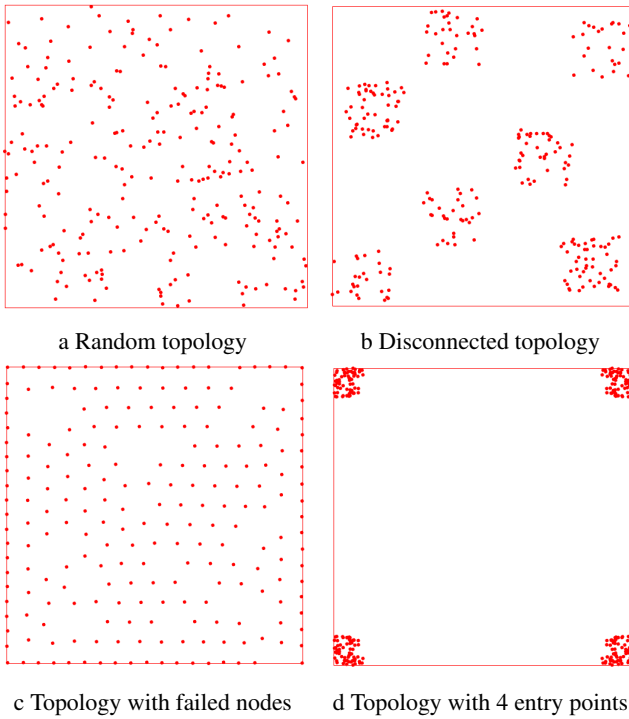 a Random topology
b Disconnected topology
c Topology with failed nodes
d Topology with 4 entry points